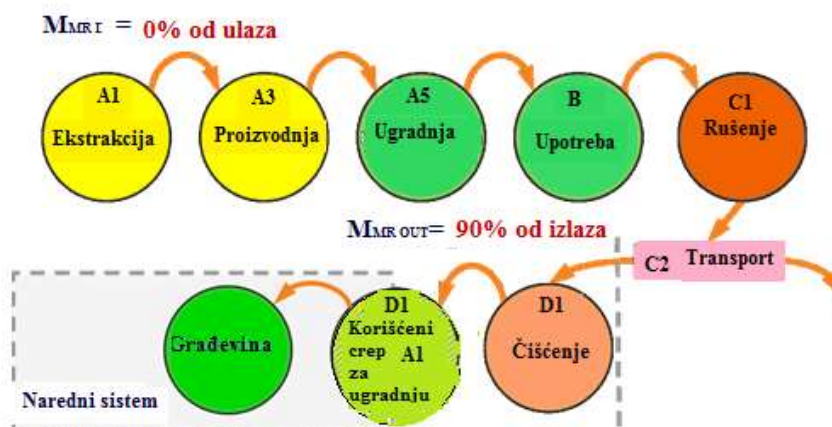 MMR I = 0% od ulaza
A1
Ekstrakcija
A3
Proizvodnja
A5
Ugradnja
B
Upotreba
C1
Rušenje
MMR OUT= 90% od izlaza
C2 Transport
D1
Čišćenje
D1
Korišćeni
crep A1
za
ugradnju
Građevina
Naredni sistem